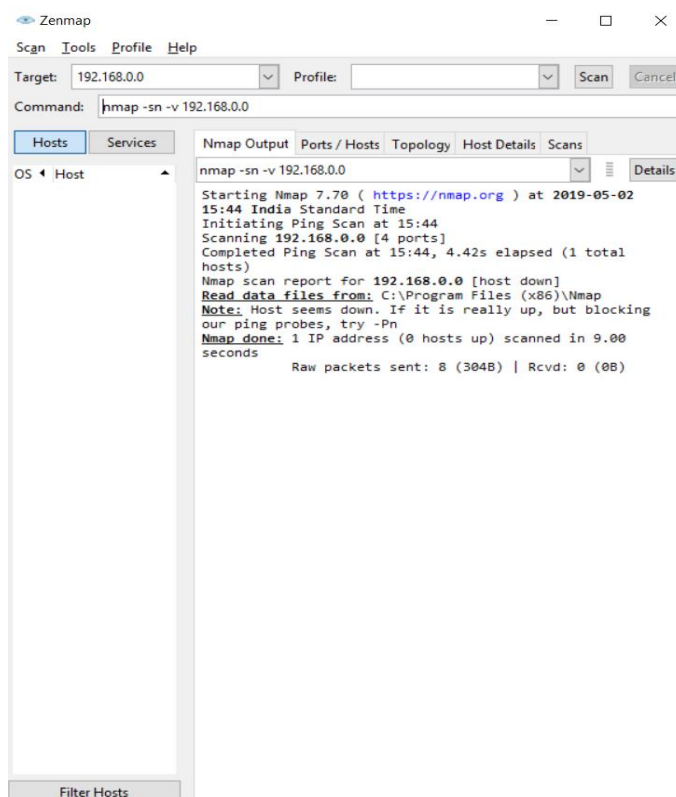 Zenmap
Scan Tools Profile Help
Target: 192.168.0.0 Profile: Scan Cancel
Command: nmap -sn -v 192.168.0.0
Hosts Services Nmap Output Ports / Hosts Topology Host Details Scans
OS Host nmap -sn -v 192.168.0.0 Details
Starting Nmap 7.70 ( https://nmap.org ) at 2019-05-02
15:44 India Standard Time
Initiating Ping Scan at 15:44
Scanning 192.168.0.0 [4 ports]
Completed Ping Scan at 15:44, 4.42s elapsed (1 total
hosts)
Nmap scan report for 192.168.0.0 [host down]
Read data files from: C:\Program Files (x86)\Nmap
Note: Host seems down. If it is really up, but blocking
our ping probes, try -Pn
Nmap done: 1 IP address (0 hosts up) scanned in 9.00
seconds
Raw packets sent: 8 (304B) | Rcvd: 0 (0B)
Filter Hosts